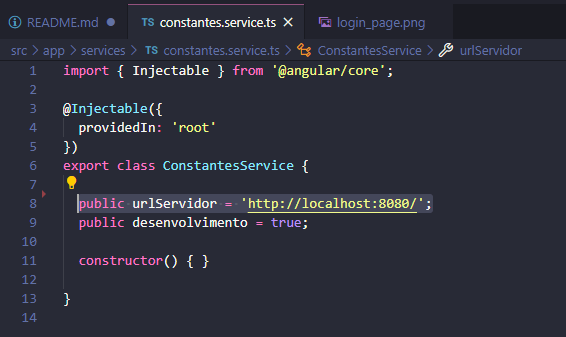 README.md
TS constantes.service.ts
login_page.png
src > app > services > TS constantes.service.ts > ConstantesService > urlServidor
1 import { Injectable } from '@angular/core';
2
3 @Injectable({
4 providedIn: 'root'
5 })
6 export class ConstantesService {
7
8 public urlServidor = 'http://localhost:8080/';
9 public desenvolvimento = true;
10
11 constructor() { }
12
13 }
14